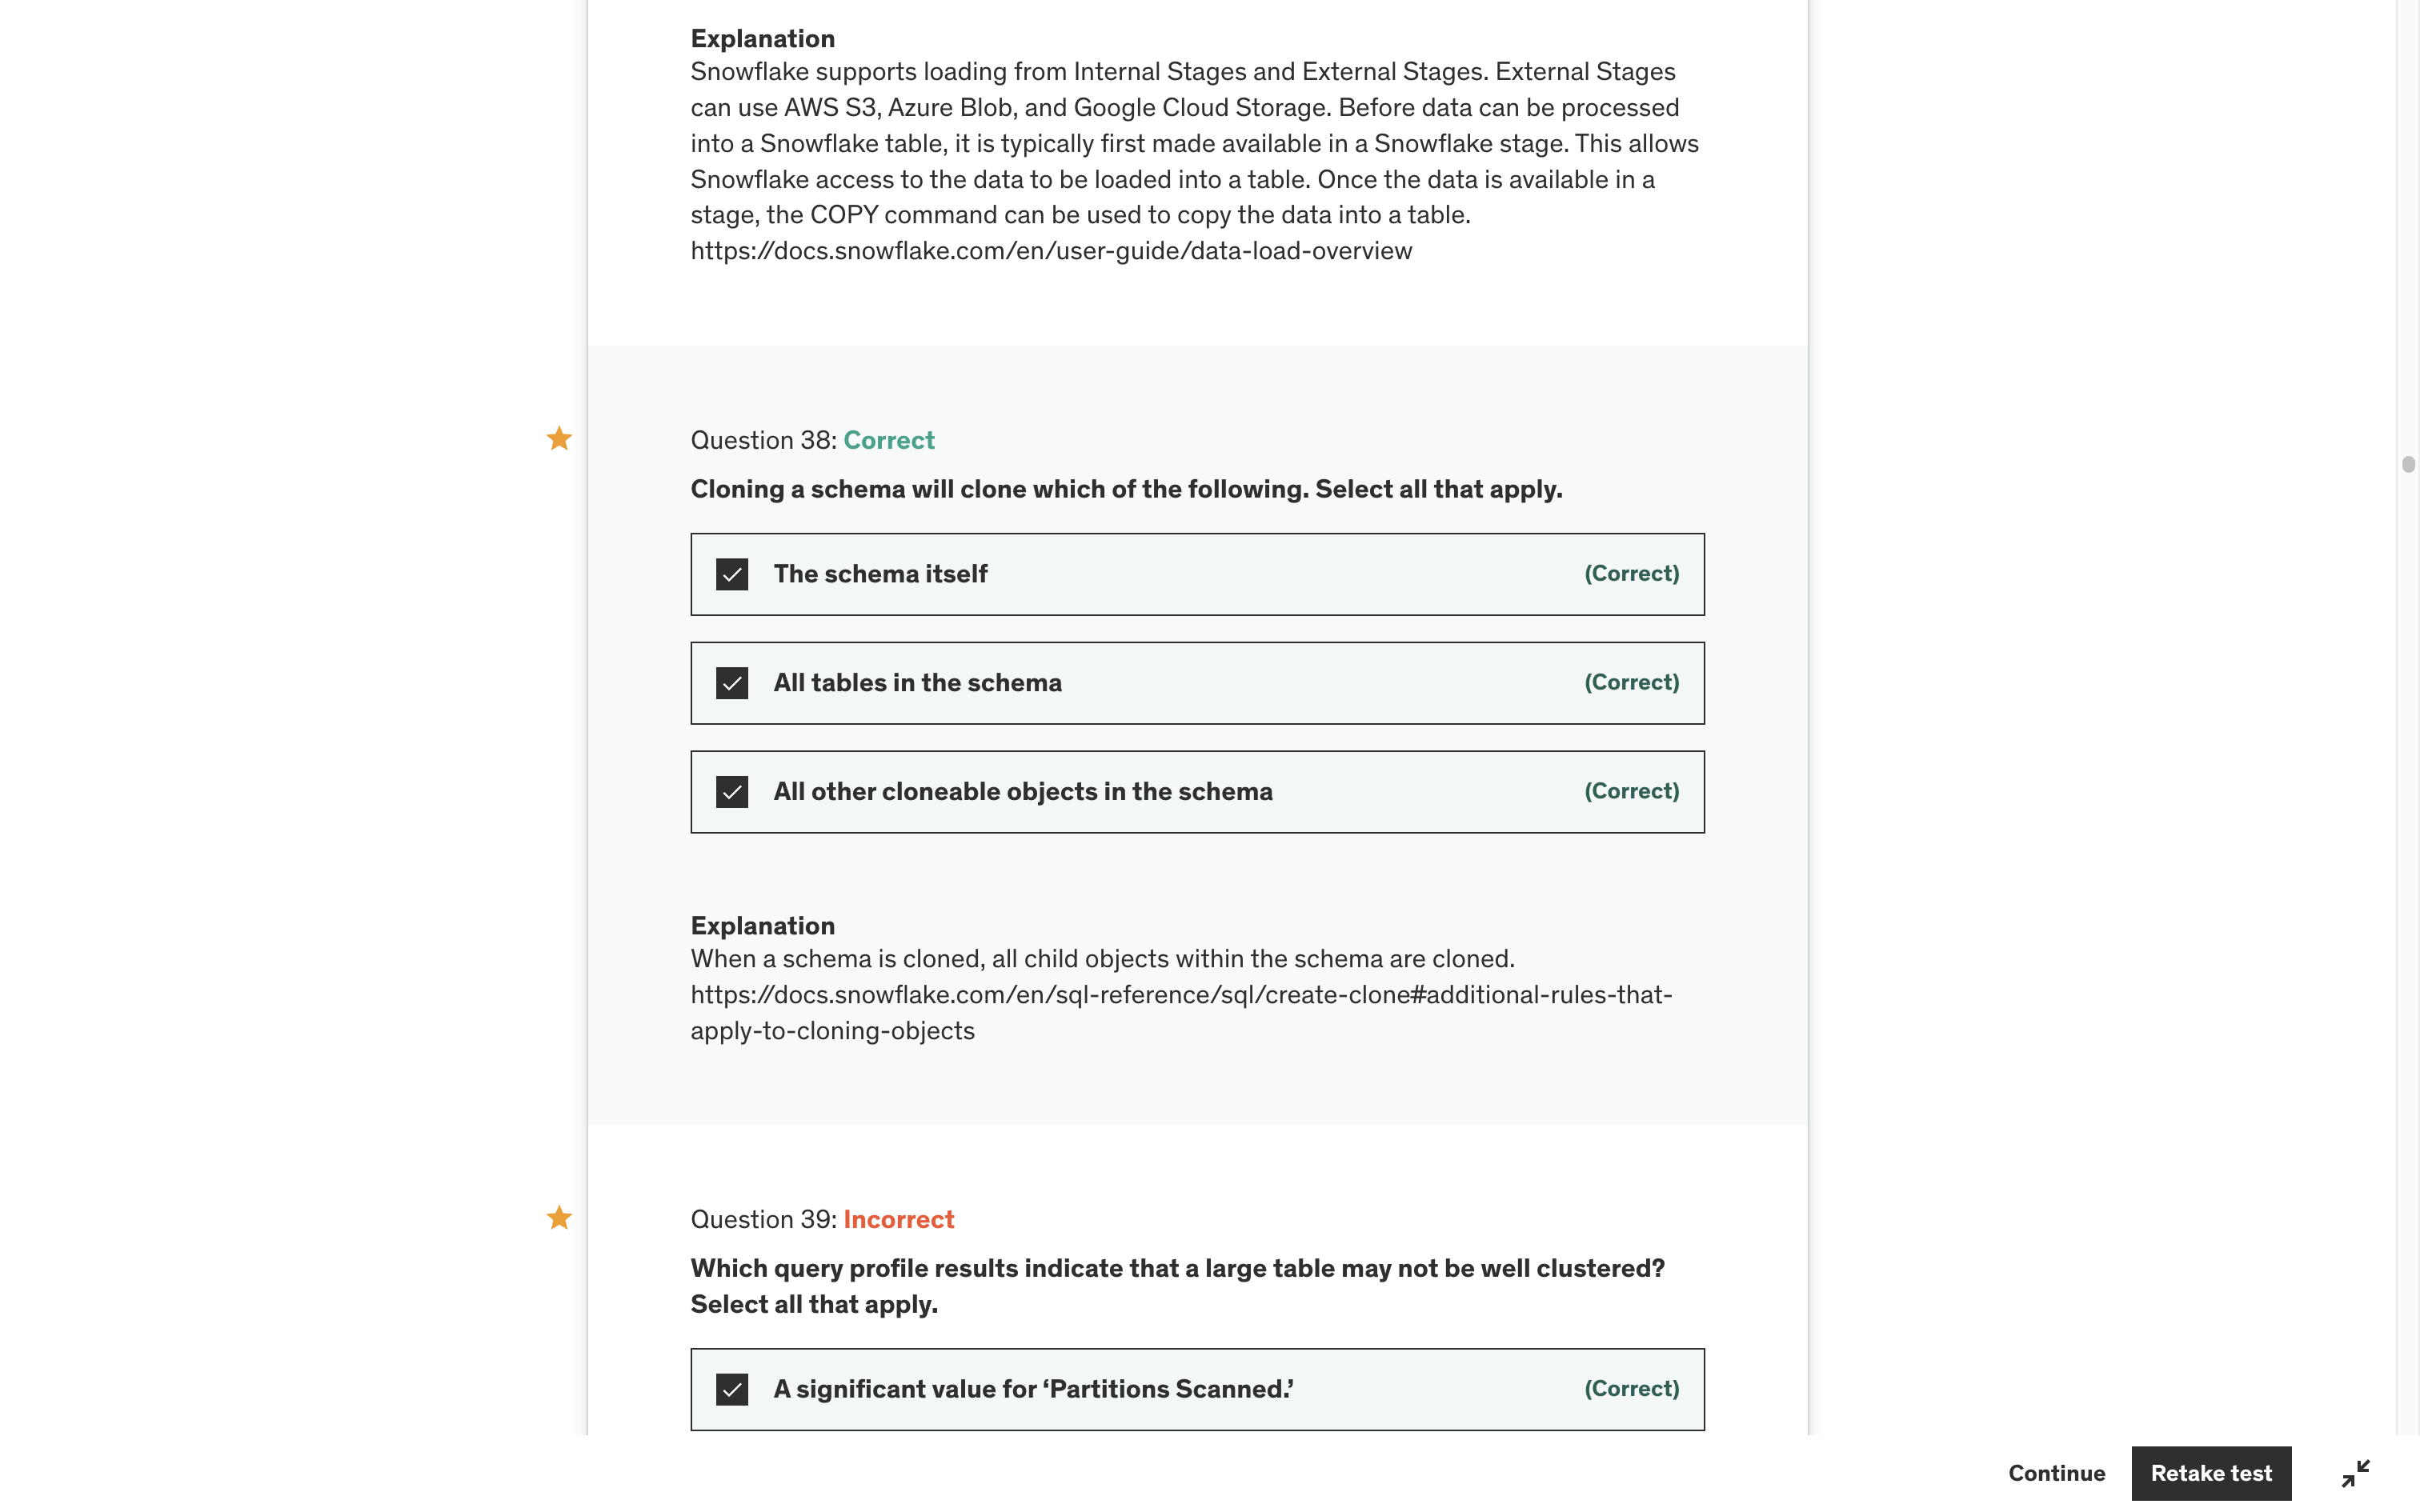 Explanation
Snowflake supports loading from Internal Stages and External Stages. External Stages
can use AWS S3, Azure Blob, and Google Cloud Storage. Before data can be processed
into a Snowflake table, it is typically first made available in a Snowflake stage. This allows
Snowflake access to the data to be loaded into a table. Once the data is available in a
stage, the COPY command can be used to copy the data into a table.
https://docs.snowflake.com/en/user-guide/data-load-overview
Question 38: Correct
Cloning a schema will clone which of the following. Select all that apply.
The schema itself (Correct)
All tables in the schema (Correct)
All other cloneable objects in the schema (Correct)
Explanation
When a schema is cloned, all child objects within the schema are cloned.
https://docs.snowflake.com/en/sql-reference/sql/create-clone#additional-rules-that-
apply-to-cloning-objects
Question 39: Incorrect
Which query profile results indicate that a large table may not be well clustered?
Select all that apply.
A significant value for ‘Partitions Scanned.’ (Correct)
Continue Retake test